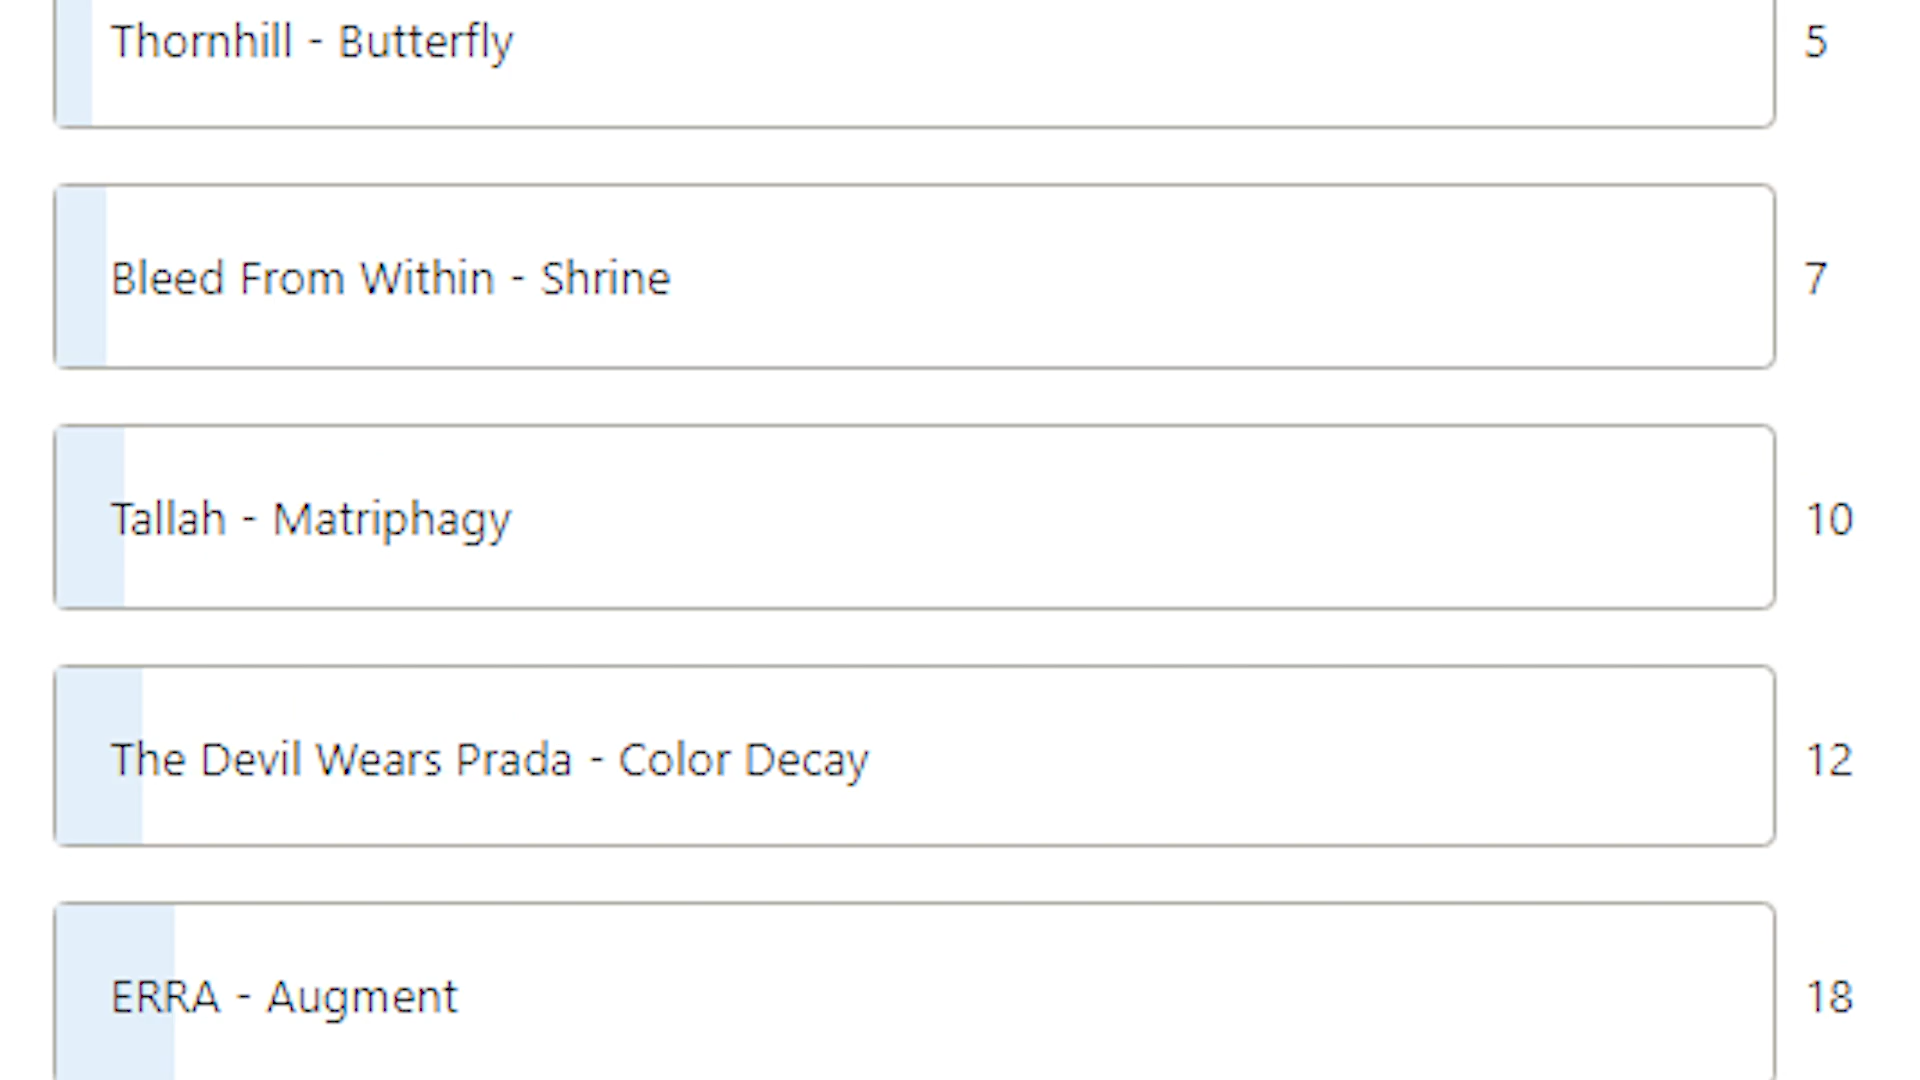 Thornhill - Butterfly 5
Bleed From Within - Shrine 7
Tallah - Matriphagy 10
The Devil Wears Prada - Color Decay 12
ERRA - Augment 18